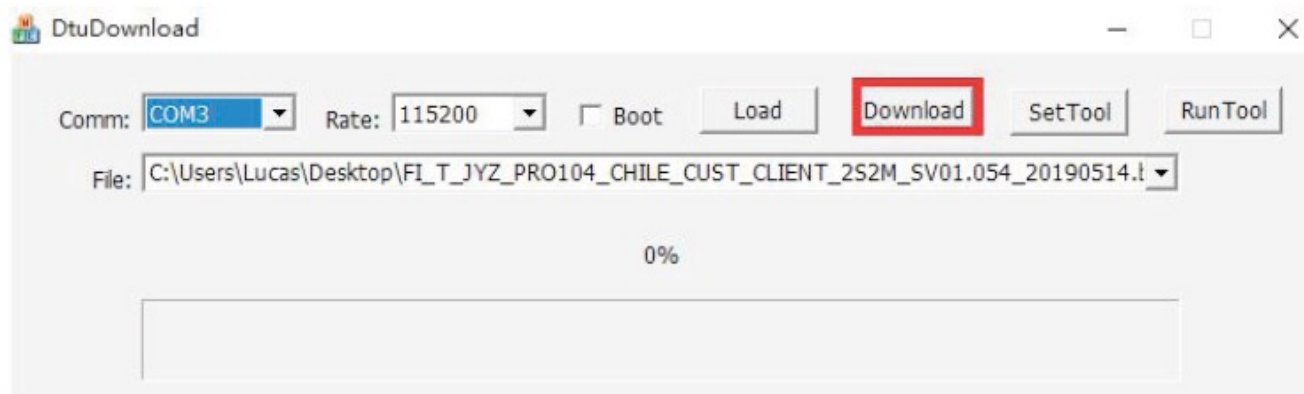 DtuDownload
Comm: COM3 Rate: 115200 Boot Load Download SetTool RunTool
File: C:\Users\Lucas\Desktop\FI_T_JYZ_PRO104_CHILE_CUST_CLIENT_2S2M_SV01.054_20190514.
0%